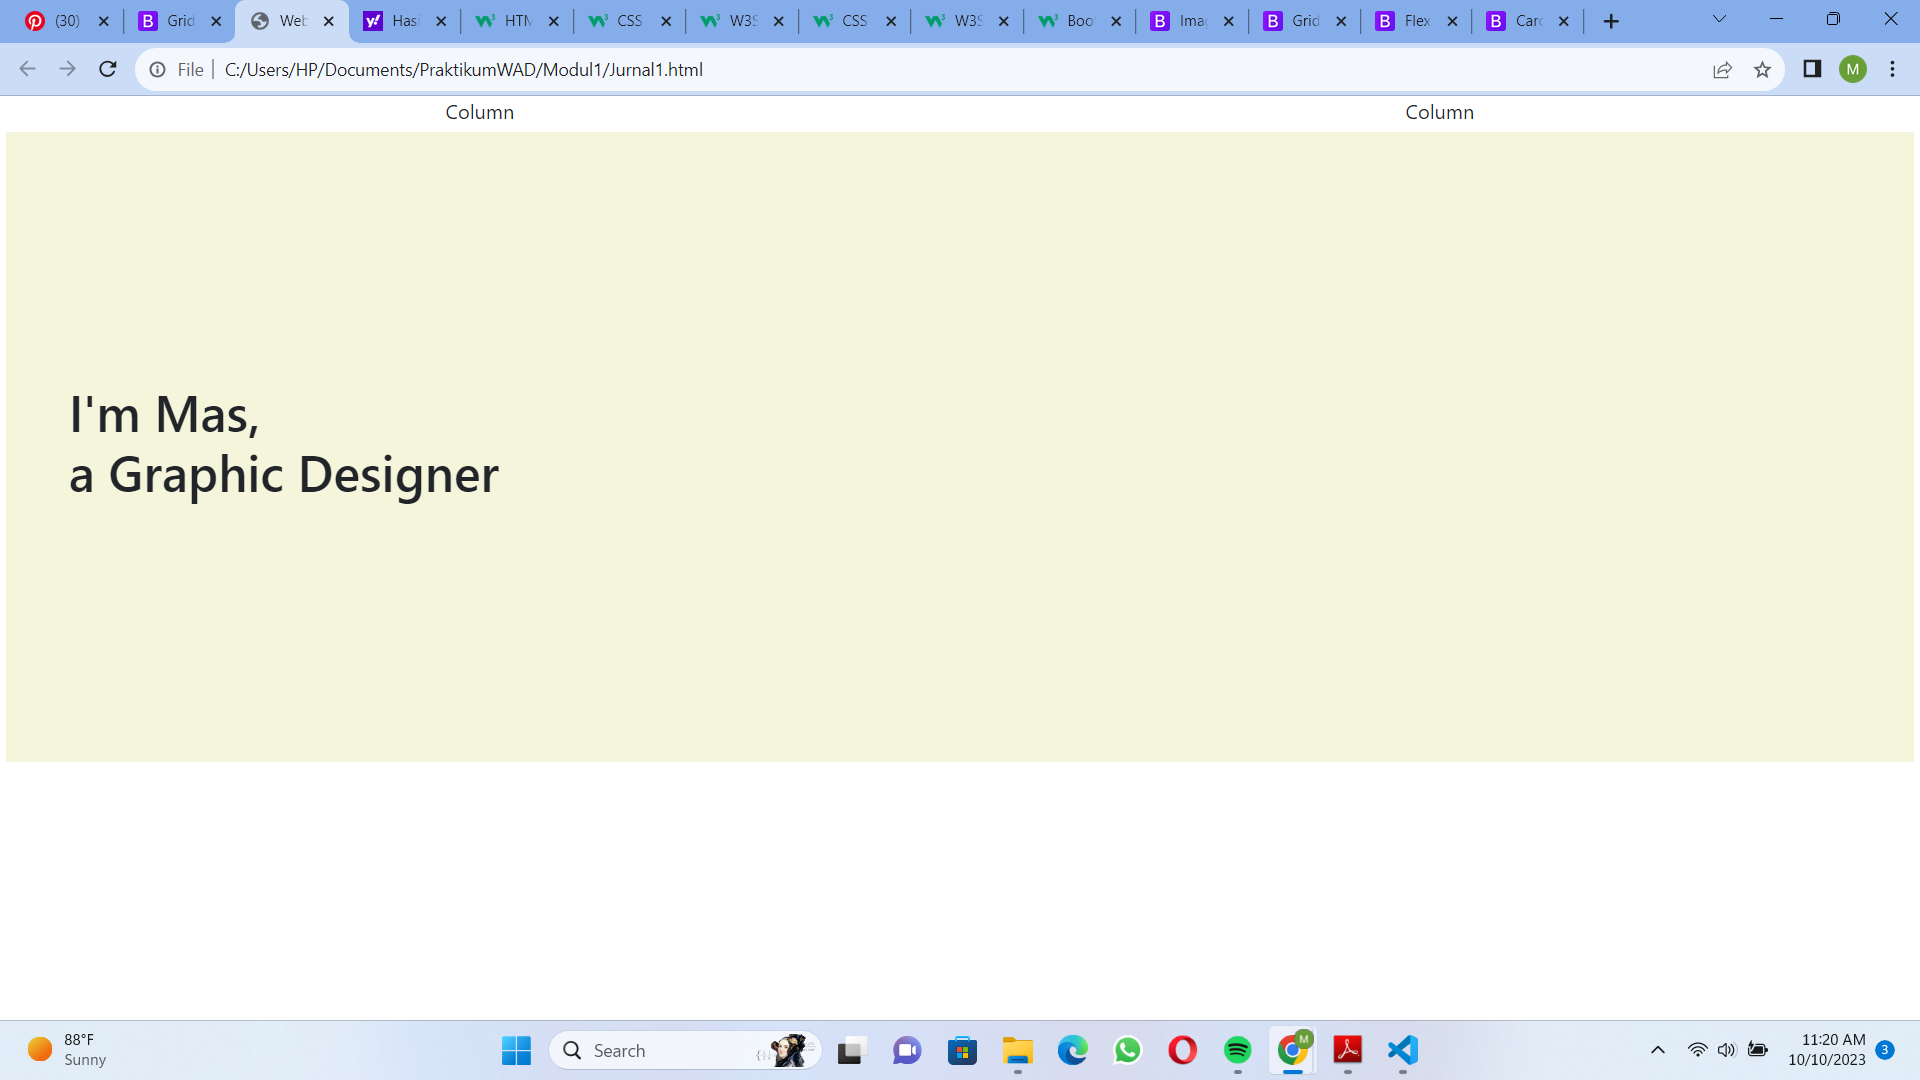 (30)
Grid
Web
Hasi
HTM
CSS
W3S
CSS
W3S
Boo
Imag
Grid
Flex
Card
File
C:/Users/HP/Documents/PraktikumWAD/Modul1/Jurnal1.html
M
Column
Column
I'm Mas,
a Graphic Designer
88°F
Sunny
Search
M
11:20 AM
10/10/2023
3